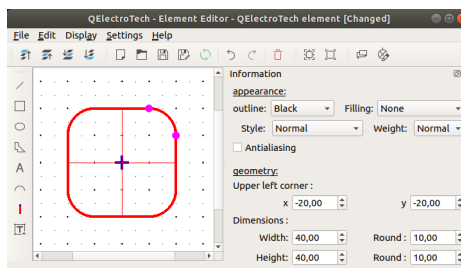 QElectroTech - Element Editor - QElectroTech element [Changed]
File Edit Display Settings Help
Information
appearance:
outline: Black Filling: None
Style: Normal Weight: Normal
Antialiasing
geometry:
Upper left corner :
x -20,00 y -20,00
Dimensions :
Width: 40,00 Round : 10,00
Height: 40,00 Round : 10,00
A
T